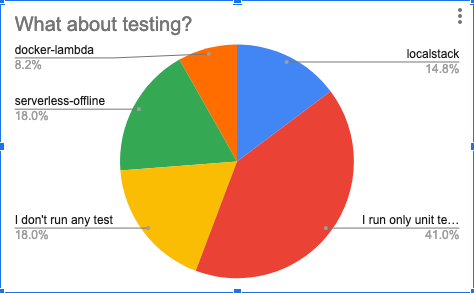 What about testing?
docker-lambda
8.2%
localstack
14.8%
serverless-offline
18.0%
I don't run any test
18.0%
I run only unit te...
41.0%